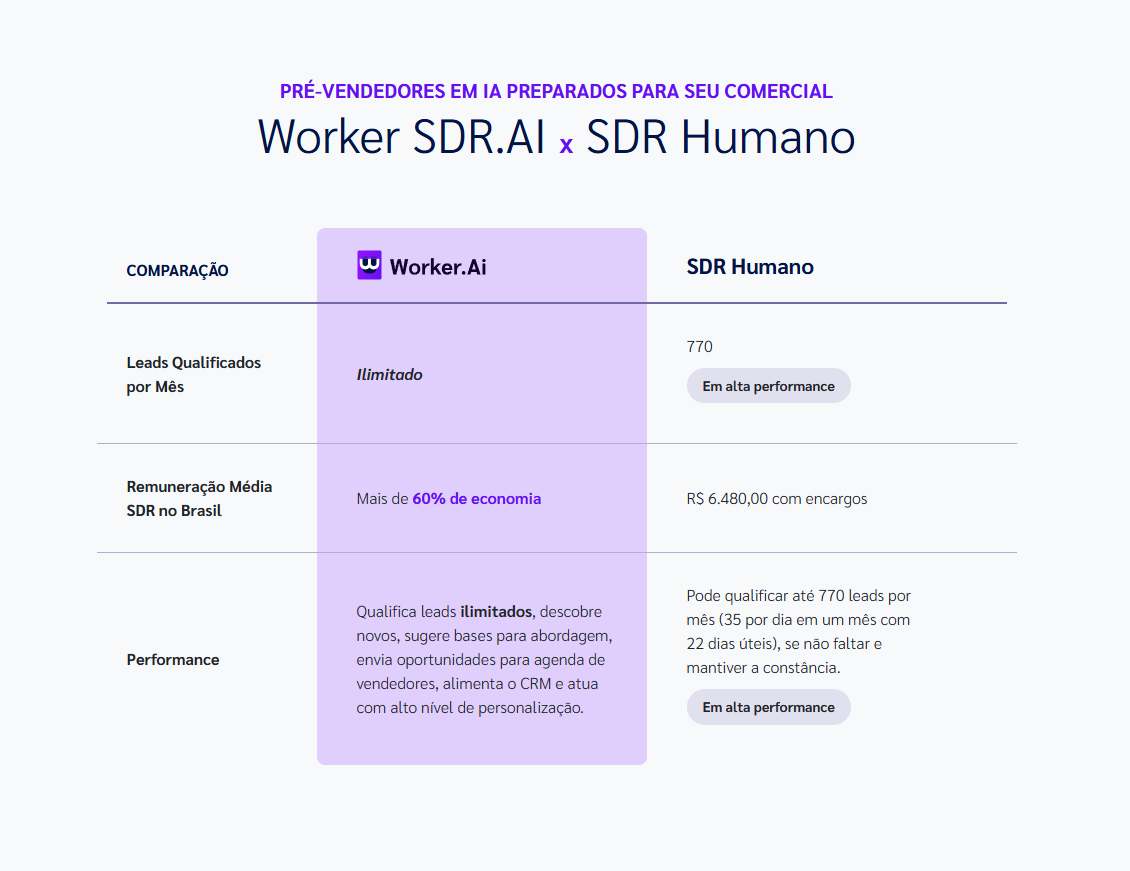 PRÉ-VENDEDORES EM IA PREPARADOS PARA SEU COMERCIAL
Worker SDR.AI x SDR Humano
COMPARAÇÃO
Worker.Ai
SDR Humano
Leads Qualificados
por Mês
Ilimitado
770
Em alta performance
Remuneração Média
SDR no Brasil
Mais de 60% de economia
R$ 6.480,00 com encargos
Performance
Qualifica leads ilimitados, descobre
novos, sugere bases para abordagem,
envia oportunidades para agenda de
vendedores, alimenta o CRM e atua
com alto nível de personalização.
Pode qualificar até 770 leads por
mês (35 por dia em um mês com
22 dias úteis), se não faltar e
mantiver a constância.
Em alta performance